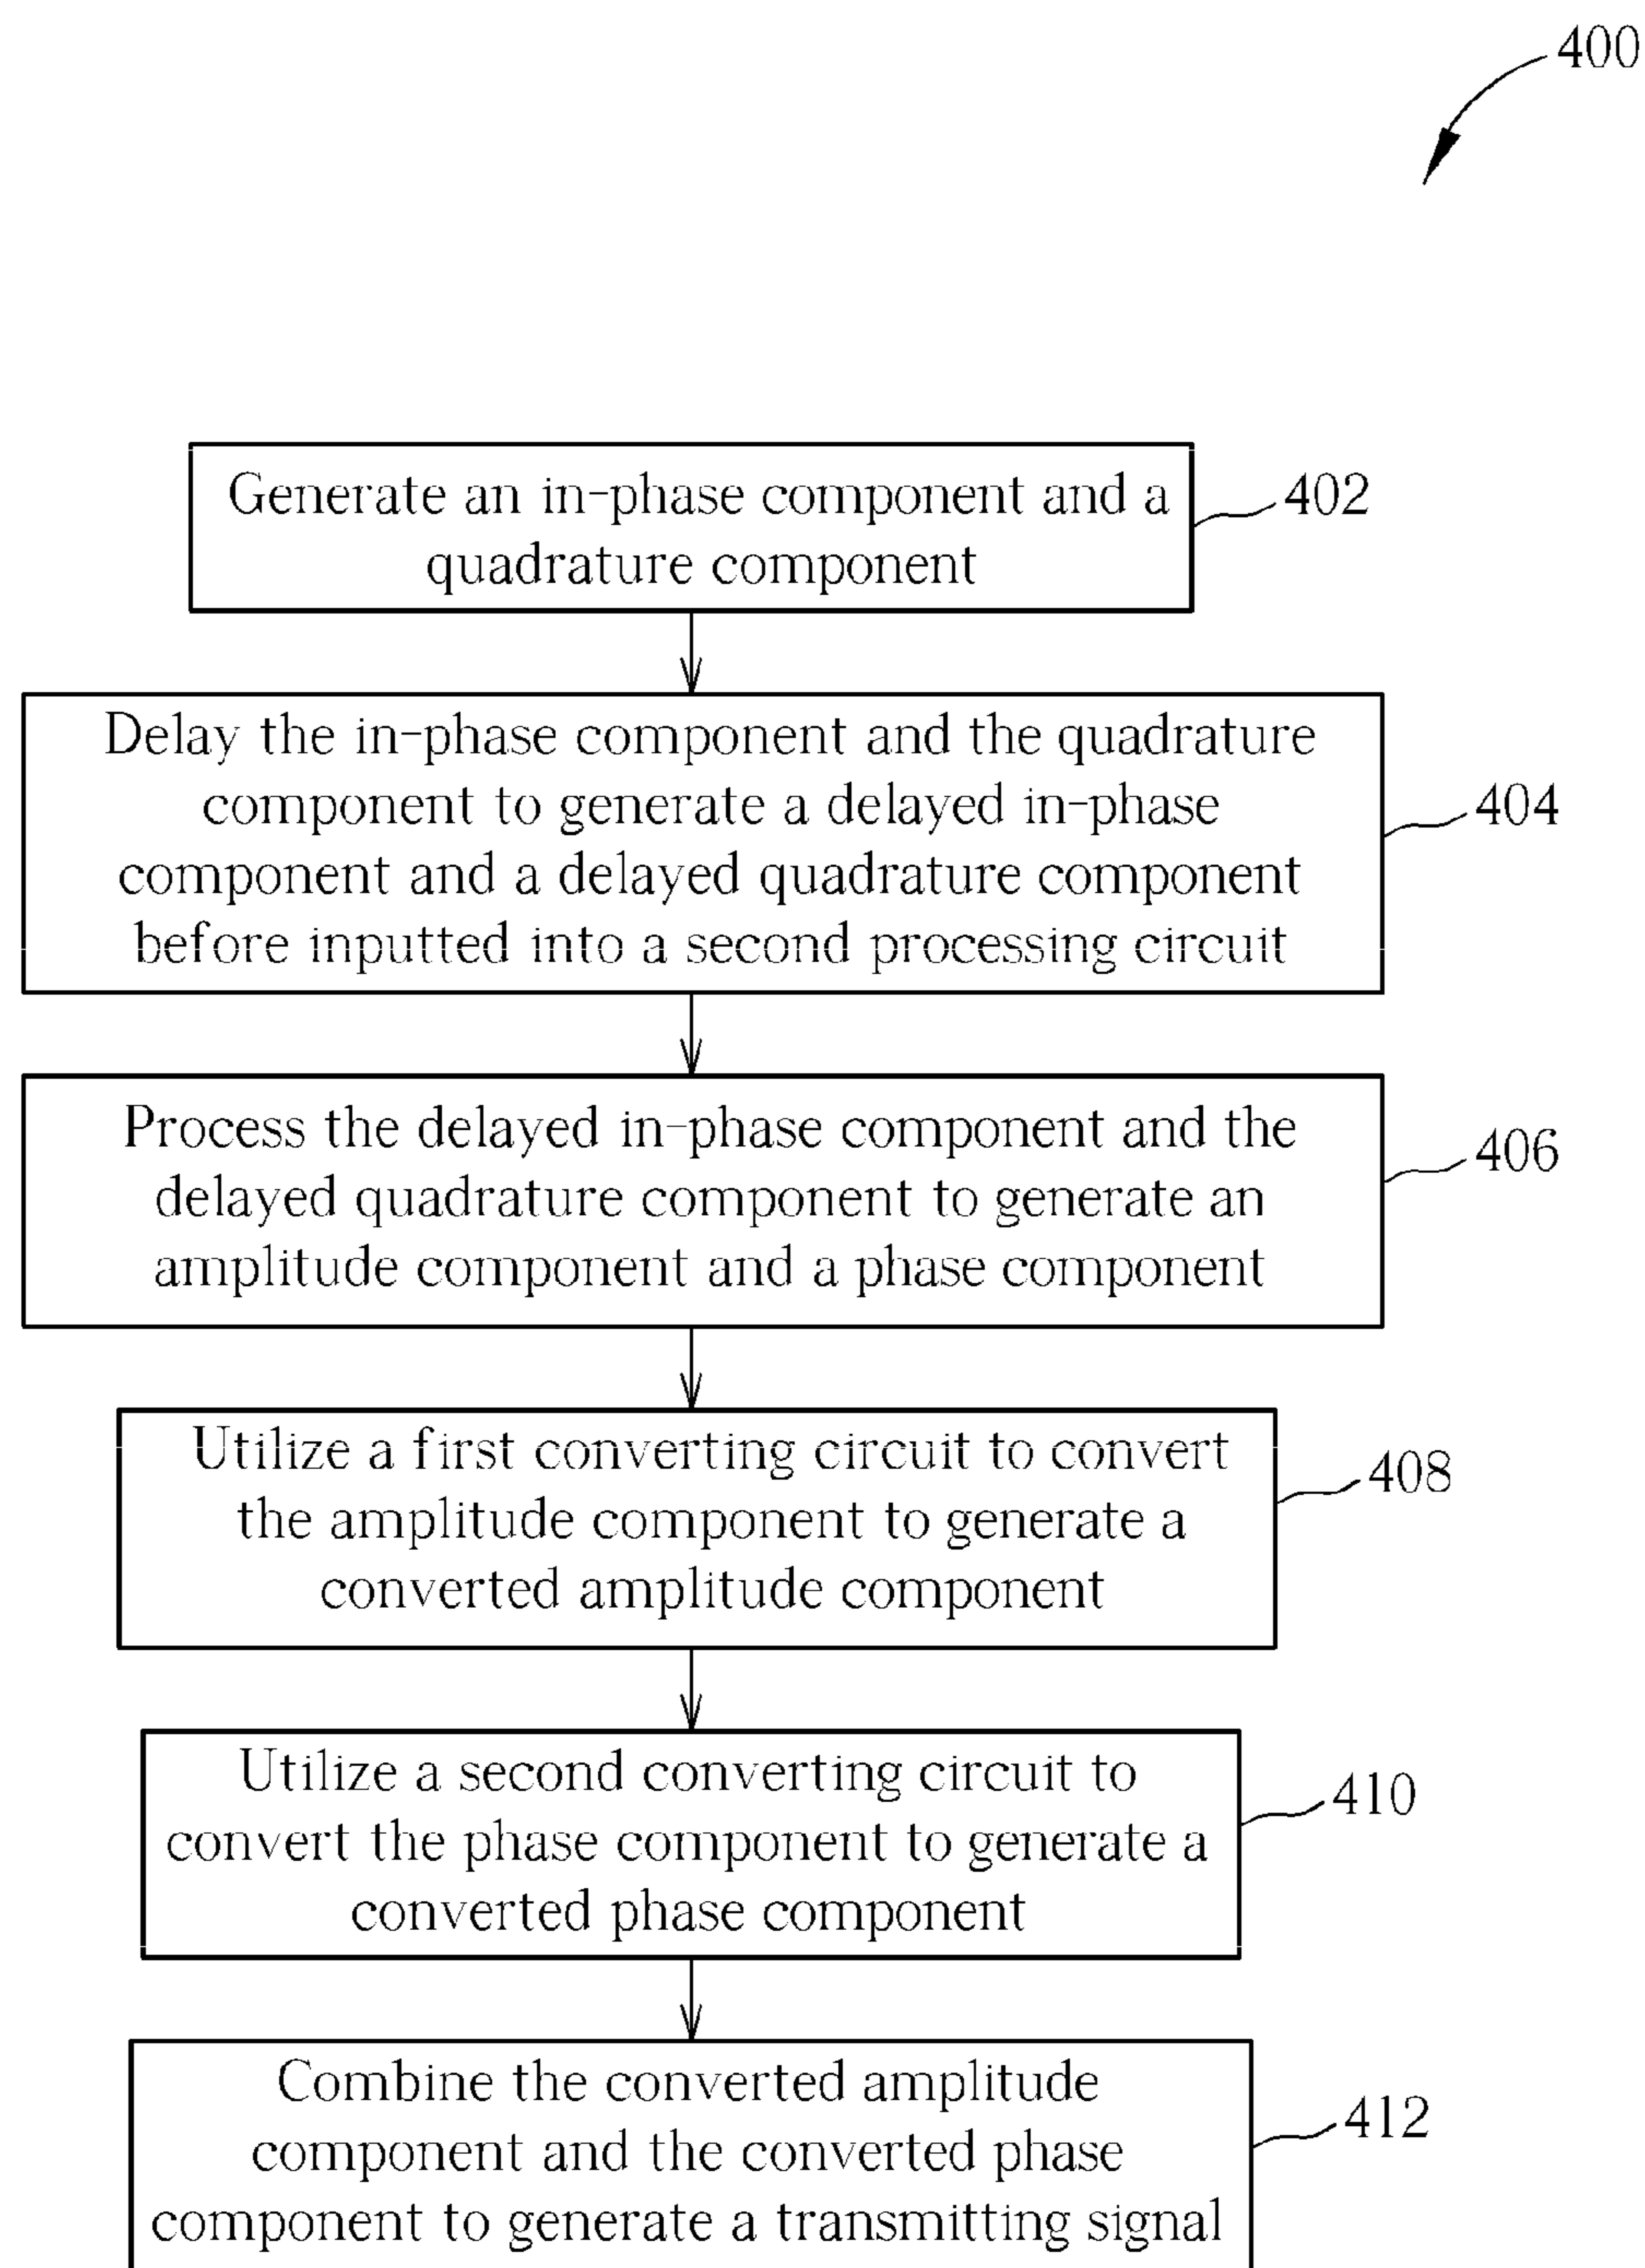 400
Generate an in-phase component and a
quadrature component
402
Delay the in-phase component and the quadrature
component to generate a delayed in-phase
component and a delayed quadrature component
before inputted into a second processing circuit
404
Process the delayed in-phase component and the
delayed quadrature component to generate an
amplitude component and a phase component
406
Utilize a first converting circuit to convert
the amplitude component to generate a
converted amplitude component
408
Utilize a second converting circuit to
convert the phase component to generate a
converted phase component
410
Combine the converted amplitude
component and the converted phase
component to generate a transmitting signal
412